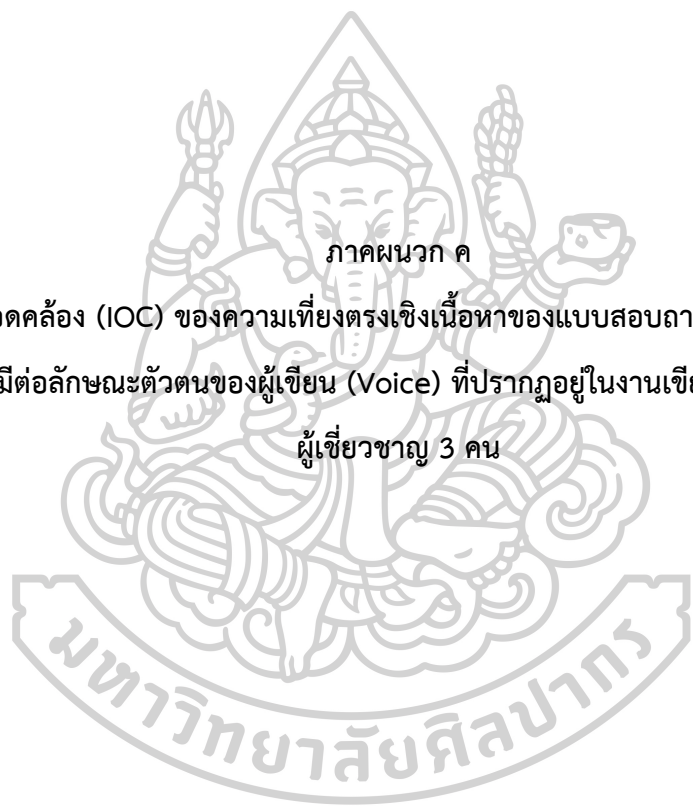 ภาคผนวก ค
ดคล้อง (IOC) ของความเที่ยงตรงเชิงเนื้อหาของแบบสอบถา
มีต่อลักษณะตัวตนของผู้เขียน (Voice) ที่ปรากฏอยู่ในงานเขีย
ผู้เชี่ยวชาญ 3 คน
มหาวิทยาลัยศิลปากร